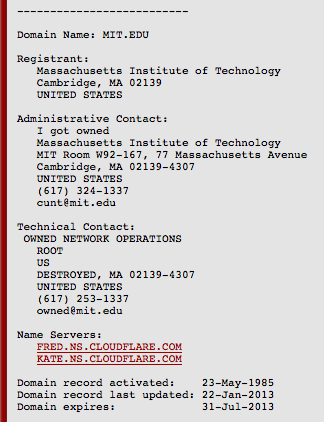 -------------------------
Domain Name: MIT.EDU
Registrant:
Massachusetts Institute of Technology
Cambridge, MA 02139
UNITED STATES
Administrative Contact:
I got owned
Massachusetts Institute of Technology
MIT Room W92-167, 77 Massachusetts Avenue
Cambridge, MA 02139-4307
UNITED STATES
(617) 324-1337
cunt@mit.edu
Technical Contact:
OWNED NETWORK OPERATIONS
ROOT
US
DESTROYED, MA 02139-4307
UNITED STATES
(617) 253-1337
owned@mit.edu
Name Servers:
FRED.NS.CLOUDFLARE.COM
KATE.NS.CLOUDFLARE.COM
Domain record activated: 23-May-1985
Domain record last updated: 22-Jan-2013
Domain expires: 31-Jul-2013